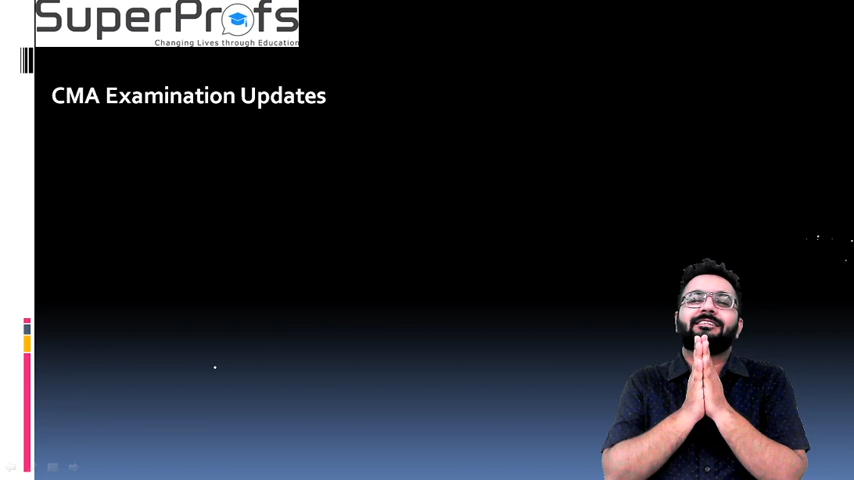 SuperProfs
Changing Lives through Education
CMA Examination Updates